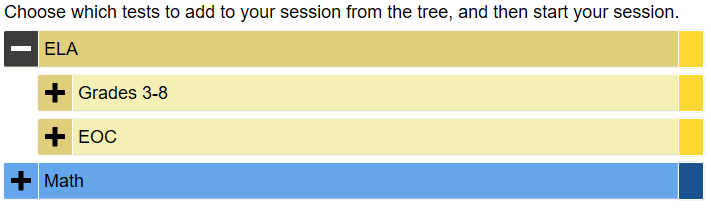 Choose which tests to add to your session from the tree, and then start your session.
ELA
Grades 3-8
EOC
Math